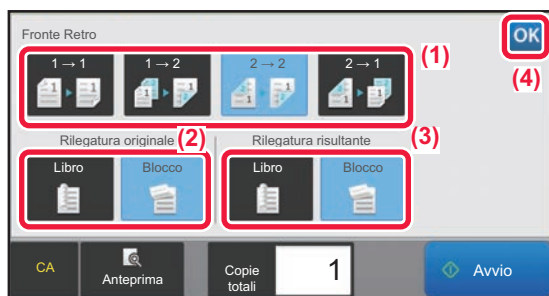 Fronte Retro
OK
(1)
(4)
1 → 1
1 → 2
2 → 2
2 → 1
Rilegatura originale
(2)
Rilegatura risultante
(3)
Libro
Blocco
Libro
Blocco
CA
Anteprima
Copie
totali
1
Avvio